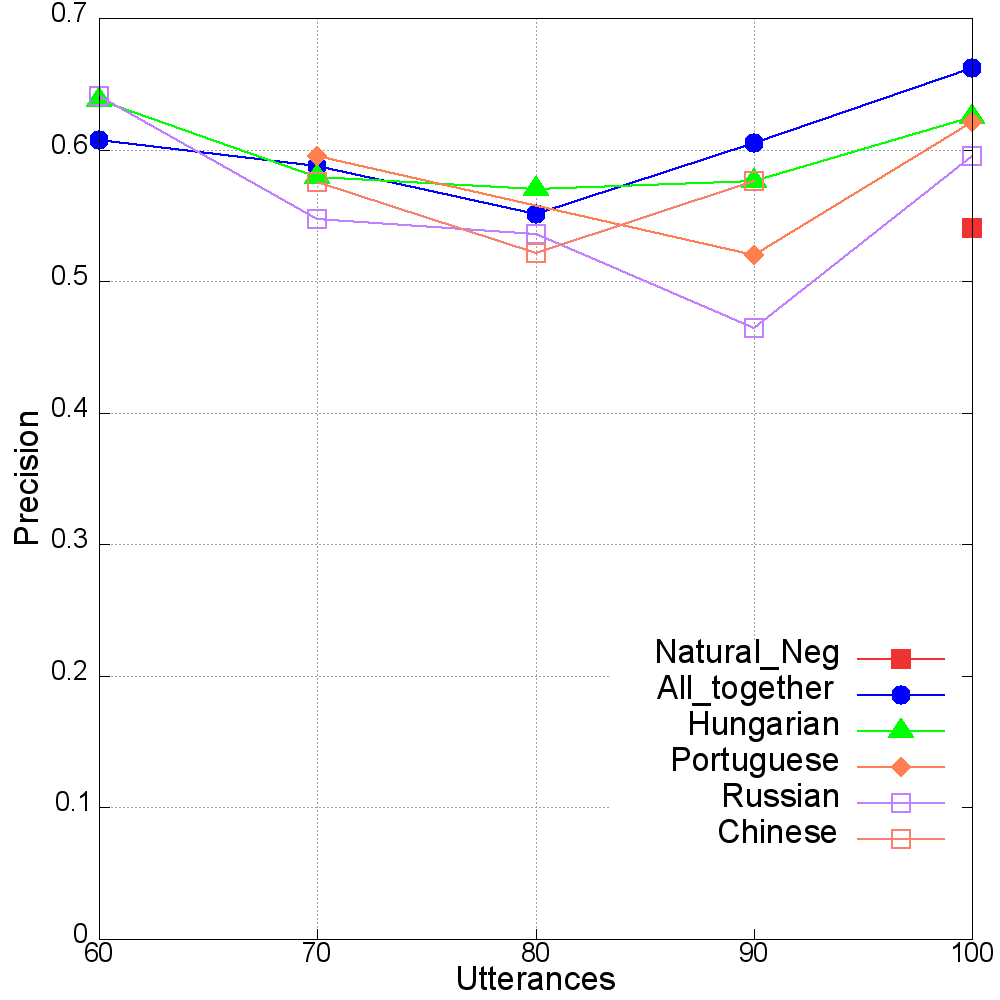 0.7
0.6
0.5
0.4
0.3
0.2
0.1
0
Precision
60 70 80 90 100
Utterances
Natural_Neg
All_together
Hungarian
Portuguese
Russian
Chinese